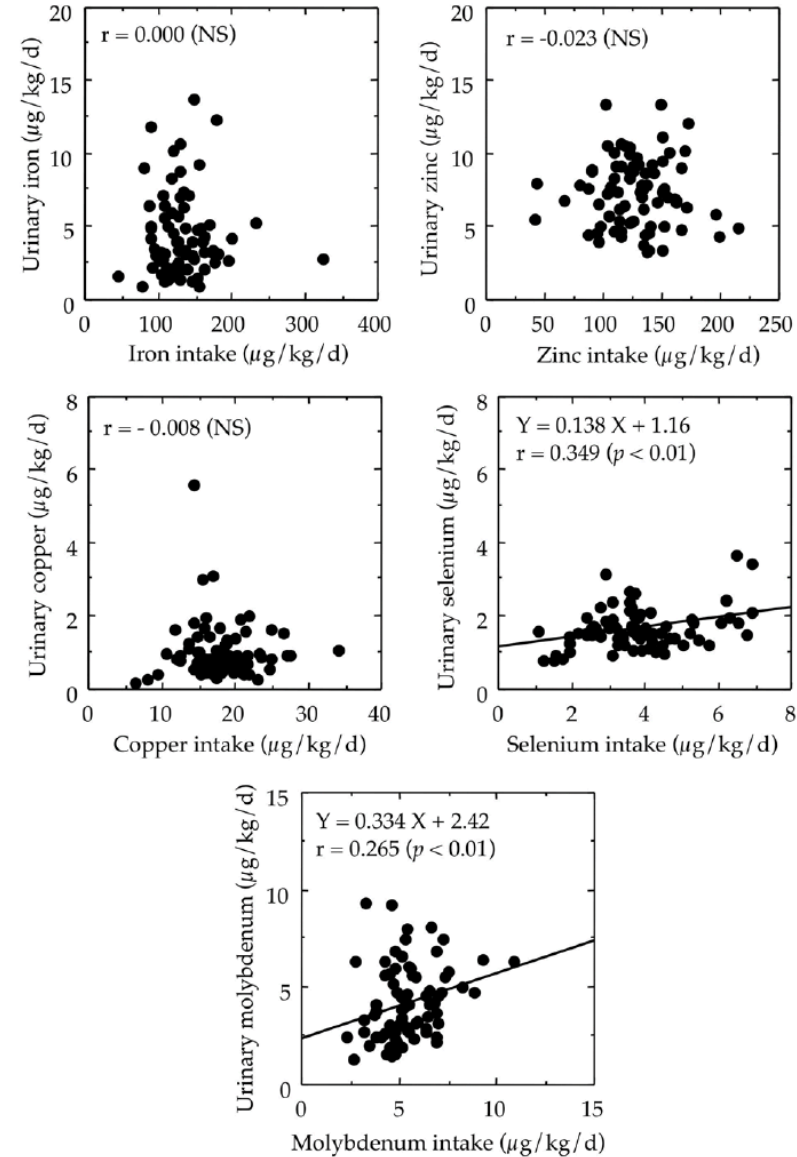 r = 0.000 (NS)
Urinary iron (µg/kg/d)
20
15
10
5
0
0 100 200 300 400
Iron intake (µg/kg/d)
r = -0.023 (NS)
Urinary zinc (µg/kg/d)
20
15
10
5
0
0 50 100 150 200 250
Zinc intake (µg/kg/d)
r = - 0.008 (NS)
Urinary copper (µg/kg/d)
8
6
4
2
0
0 10 20 30 40
Copper intake (µg/kg/d)
Y = 0.138 X + 1.16
r = 0.349 (p < 0.01)
Urinary selenium (µg/kg/d)
8
6
4
2
0
0 2 4 6 8
Selenium intake (µg/kg/d)
Y = 0.334 X + 2.42
r = 0.265 (p < 0.01)
Urinary molybdenum (µg/kg/d)
15
10
5
0
0 5 10 15
Molybdenum intake (µg/kg/d)